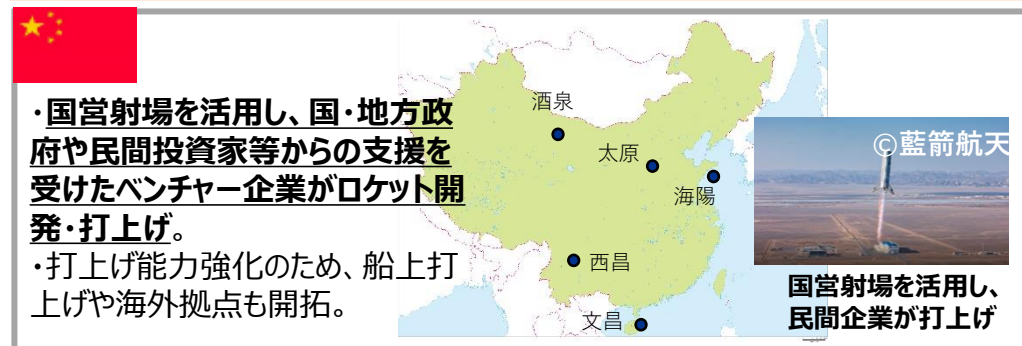 ・国営射場を活用し、国・地方政
府や民間投資家等からの支援を
受けたベンチャー企業がロケット開
発・打上げ。
・打上げ能力強化のため、船上打
上げや海外拠点も開拓。
酒泉
太原
海陽
西昌
文昌
©藍箭航天
国営射場を活用し、
民間企業が打上げ